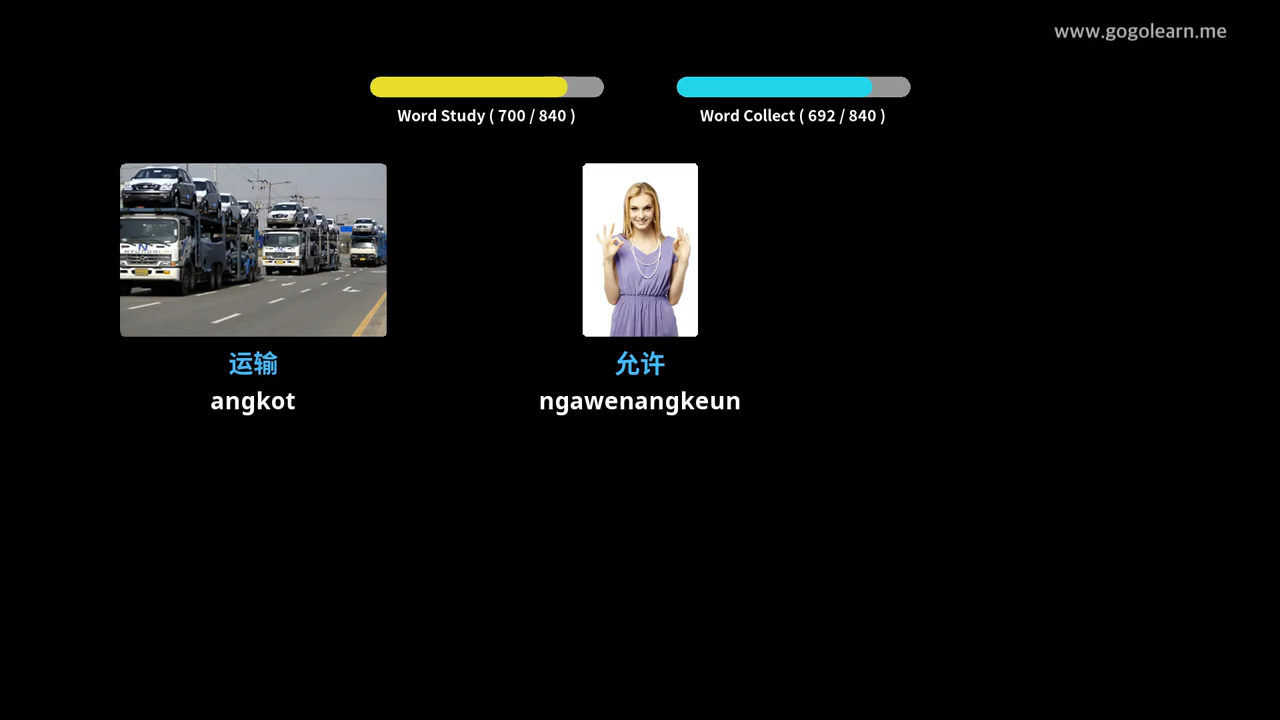 www.gogolearn.me
Word Study ( 700 / 840 )
Word Collect ( 692 / 840 )
运输
允许
angkot
ngawenangkeun